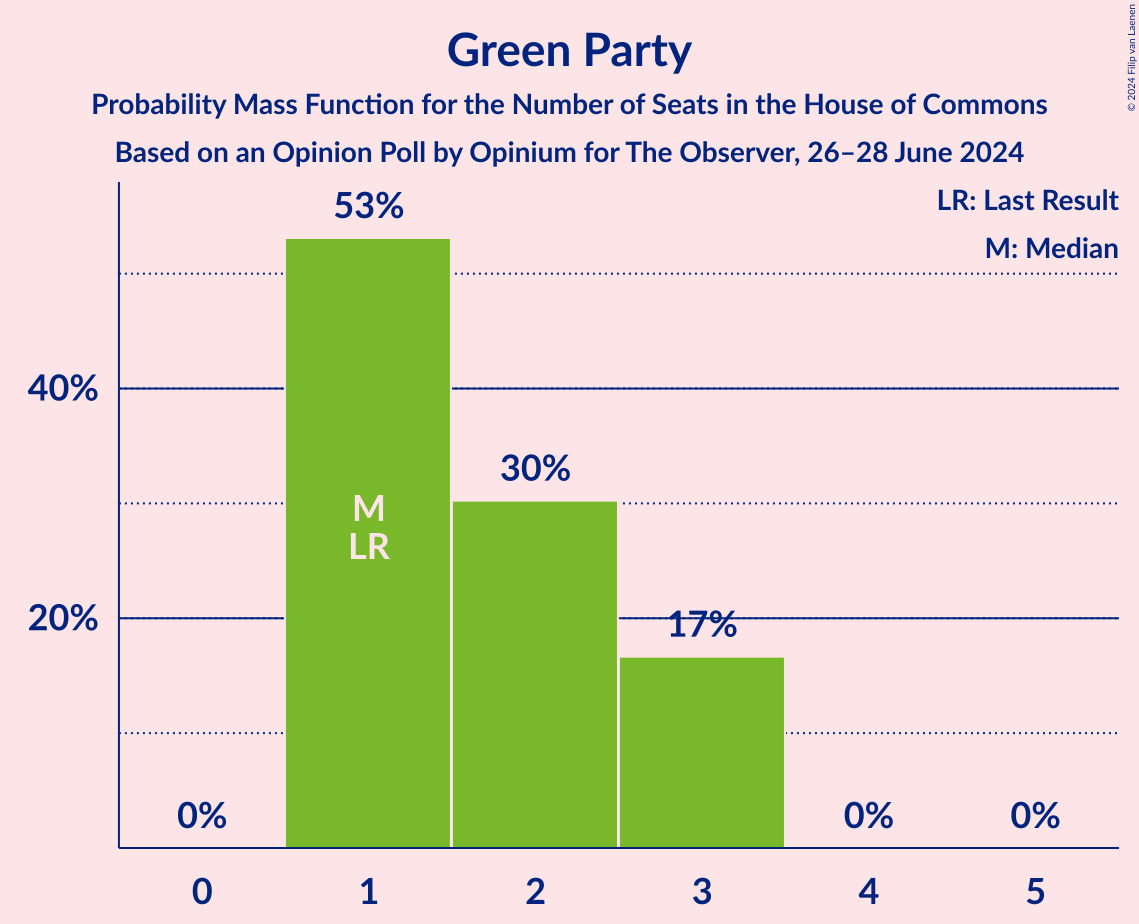 Green Party
Probability Mass Function for the Number of Seats in the House of Commons
Based on an Opinion Poll by Opinium for The Observer, 26–28 June 2024
© 2024 Filip van Laenen
LR: Last Result
M: Median
53%
40%
30%
M
LR
20%
17%
0%
0%
0%
0
1
2
3
4
5